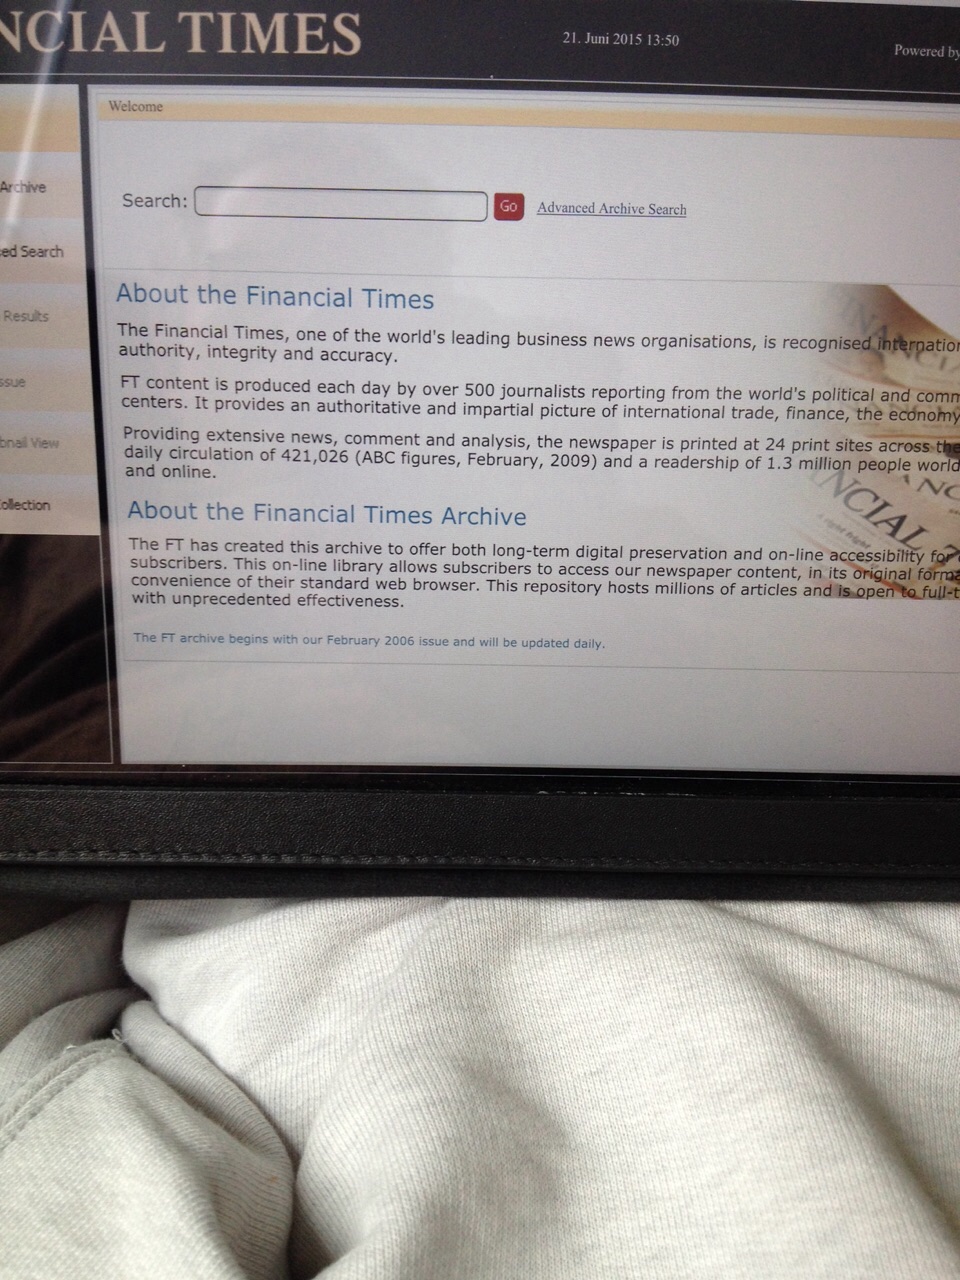 NCIAL TIMES
21. Juni 2015 13:50
Powered by
Welcome
Archive
ed Search
Results
ssue
bnail View
ollection
Search:
Go
Advanced Archive Search
About the Financial Times
The Financial Times, one of the world's leading business news organisations, is recognised internation
authority, integrity and accuracy.
FT content is produced each day by over 500 journalists reporting from the world's political and comm
centers. It provides an authoritative and impartial picture of international trade, finance, the economy
Providing extensive news, comment and analysis, the newspaper is printed at 24 print sites across the
daily circulation of 421,026 (ABC figures, February, 2009) and a readership of 1.3 million people world
and online.
About the Financial Times Archive
The FT has created this archive to offer both long-term digital preservation and on-line accessibility for
subscribers. This on-line library allows subscribers to access our newspaper content, in its original forma
convenience of their standard web browser. This repository hosts millions of articles and is open to full-t
with unprecedented effectiveness.
The FT archive begins with our February 2006 issue and will be updated daily.
FINANCI
NCIAL T